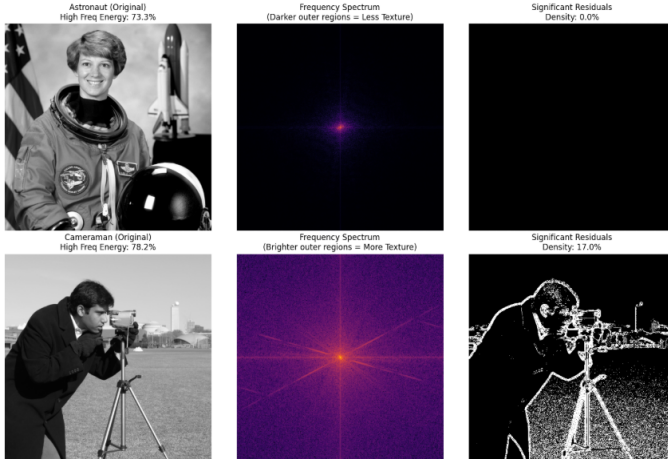 Astronaut (Original)
High Freq Energy: 73.3%
Frequency Spectrum
(Darker outer regions = Less Texture)
Significant Residuals
Density: 0.0%
Cameraman (Original)
High Freq Energy: 78.2%
Frequency Spectrum
(Brighter outer regions = More Texture)
Significant Residuals
Density: 17.0%